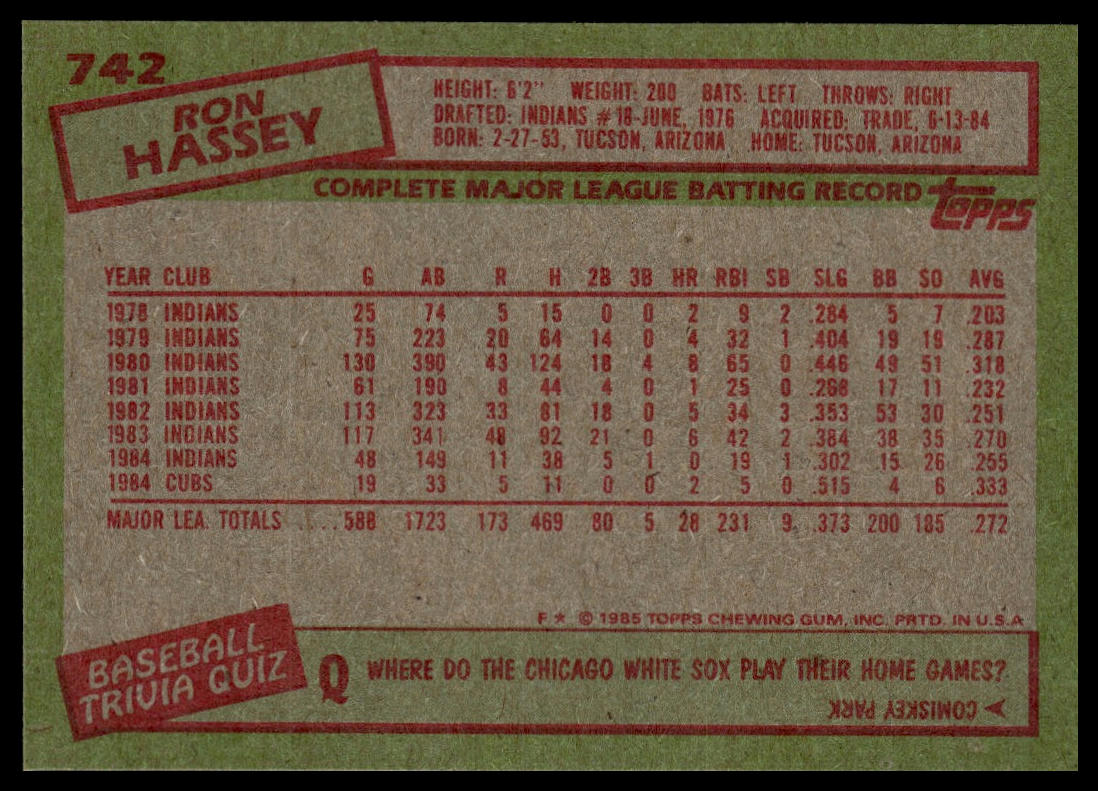 742
RON
HASSEY
HEIGHT: 6'2" WEIGHT: 200 BATS: LEFT THROWS: RIGHT
DRAFTED: INDIANS #18-JUNE, 1976 ACQUIRED: TRADE, 6-13-84
BORN: 2-27-53, TUCSON, ARIZONA HOME: TUCSON, ARIZONA
COMPLETE MAJOR LEAGUE BATTING RECORD
topps
YEAR CLUB G AB R H 2B 3B HR RBI SB SLG BB SO AVG
1978 INDIANS 25 74 5 15 0 0 2 9 2 .284 5 7 .203
1979 INDIANS 75 223 20 64 14 0 4 32 1 .404 19 19 .287
1980 INDIANS 130 390 43 124 18 4 8 65 0 .446 49 51 .318
1981 INDIANS 61 190 8 44 4 0 1 25 0 .268 17 11 .232
1982 INDIANS 113 323 33 81 18 0 5 34 3 .353 53 30 .251
1983 INDIANS 117 341 48 92 21 0 6 42 2 .384 38 35 .270
1984 INDIANS 48 149 11 38 5 1 0 19 1 .302 15 26 .255
1984 CUBS 19 33 5 11 0 0 2 5 0 .515 4 6 .333
MAJOR LEA. TOTALS .... 588 1723 173 469 80 5 28 231 9 .373 200 185 .272
F★ © 1985 TOPPS CHEWING GUM, INC. PRTD. IN U.S.A
BASEBALL
TRIVIA QUIZ
Q WHERE DO THE CHICAGO WHITE SOX PLAY THEIR HOME GAMES?
COMISKEY PARK